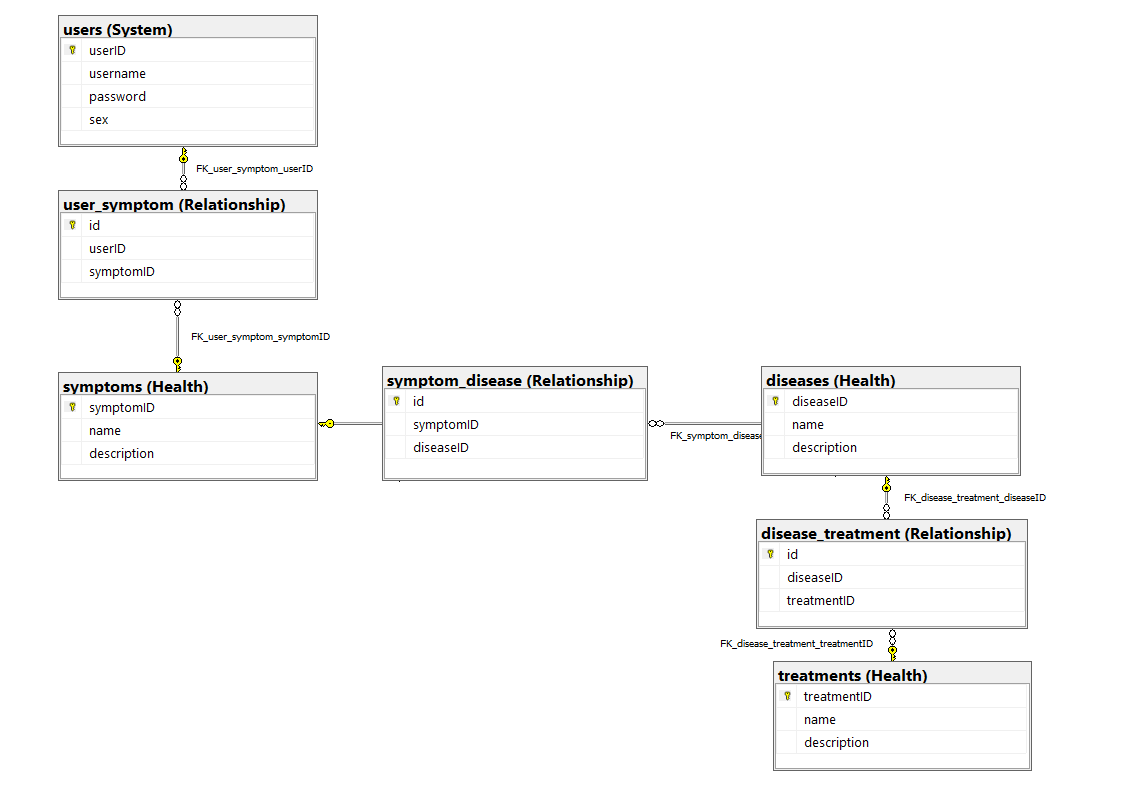 users (System)
userID
username
password
sex
FK_user_symptom_userID
user_symptom (Relationship)
id
userID
symptomID
FK_user_symptom_symptomID
symptoms (Health)
symptomID
name
description
symptom_disease (Relationship)
id
symptomID
diseaseID
FK_symptom_disease
diseases (Health)
diseaseID
name
description
FK_disease_treatment_diseaseID
disease_treatment (Relationship)
id
diseaseID
treatmentID
FK_disease_treatment_treatmentID
treatments (Health)
treatmentID
name
description